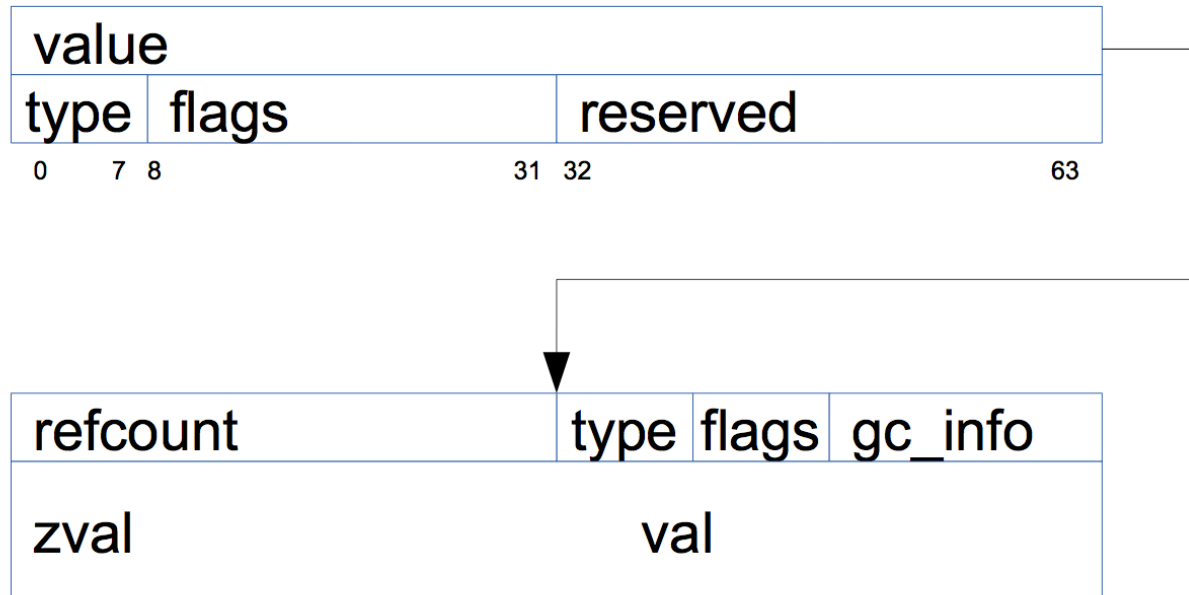 value
type flags reserved
0 7 8 31 32 63
refcount type flags gc_info
zval val